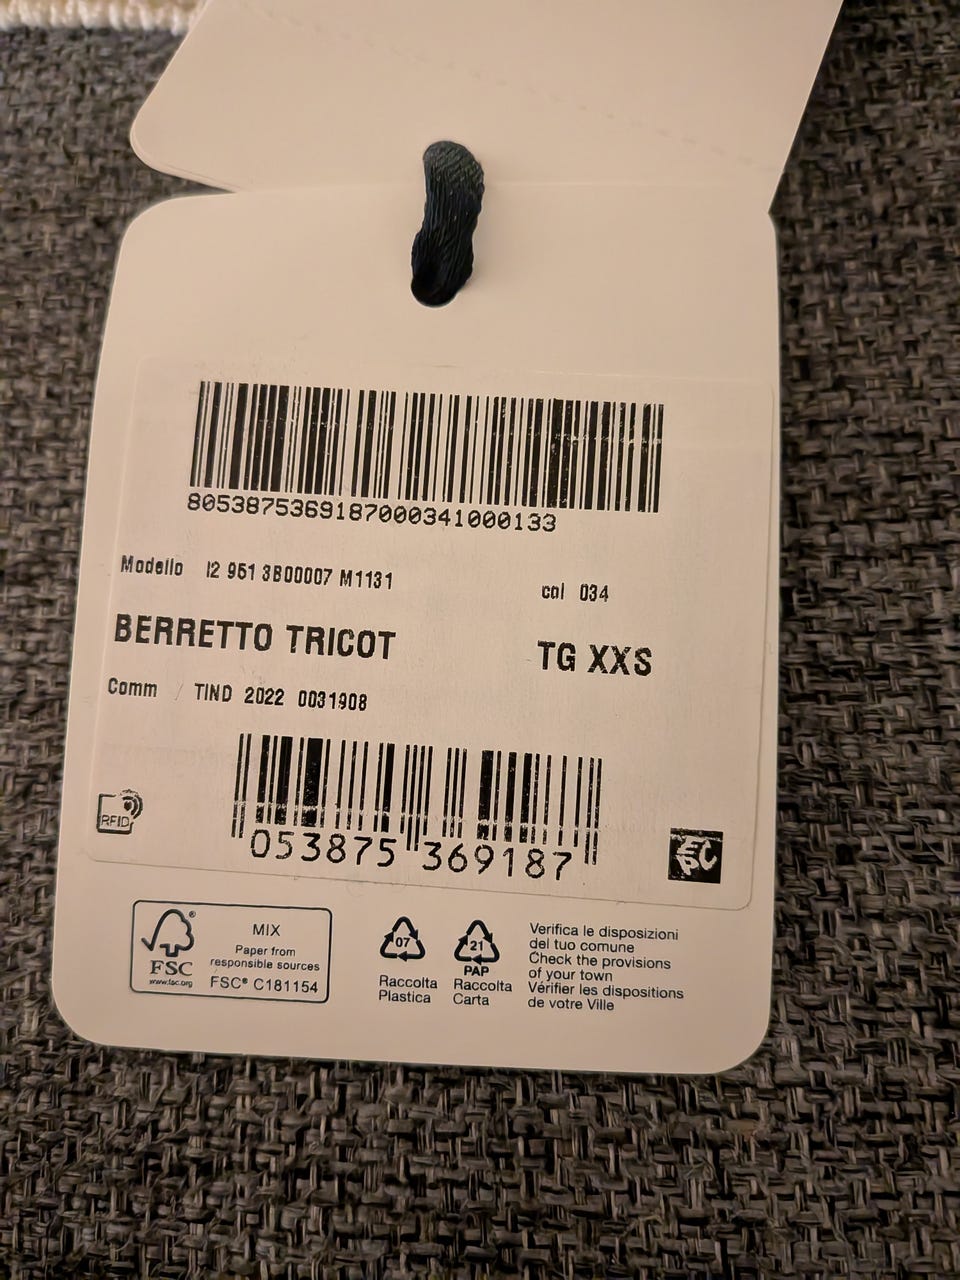 8053875369187000341000133
Modello I2 951 3B00007 M1131
col 034
BERRETTO TRICOT
TG XXS
Comm / TIND 2022 0031908
RFID
053875 369187
FSC®
www.fsc.org
MIX
Paper from
responsible sources
FSC® C181154
07
Raccolta
Plastica
21
PAP
Raccolta
Carta
Verifica le disposizioni
del tuo comune
Check the provisions
of your town
Vérifier les dispositions
de votre Ville